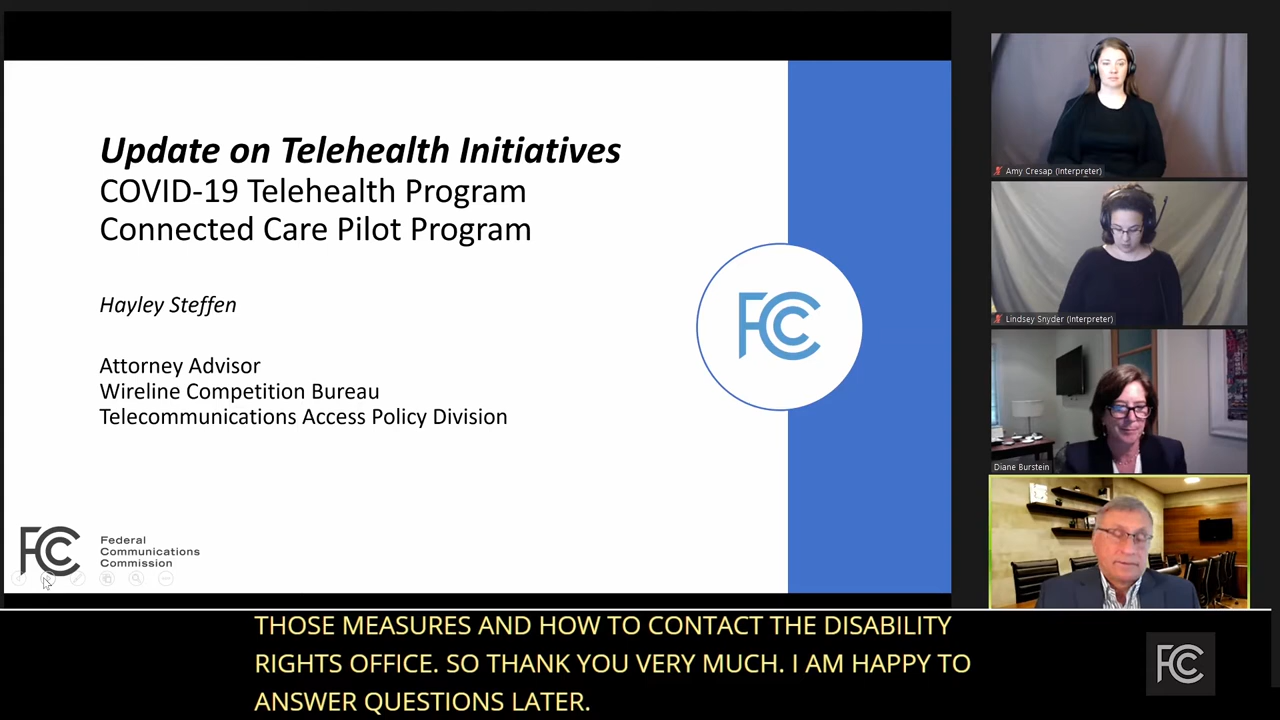 Update on Telehealth Initiatives
COVID-19 Telehealth Program
Connected Care Pilot Program
Hayley Steffen
Attorney Advisor
Wireline Competition Bureau
Telecommunications Access Policy Division
FCC
FCC
Federal
Communications
Commission
Amy Cresap (Interpreter)
Lindsey Snyder (Interpreter)
Diane Burstein
THOSE MEASURES AND HOW TO CONTACT THE DISABILITY
RIGHTS OFFICE. SO THANK YOU VERY MUCH. I AM HAPPY TO
ANSWER QUESTIONS LATER.
FCC